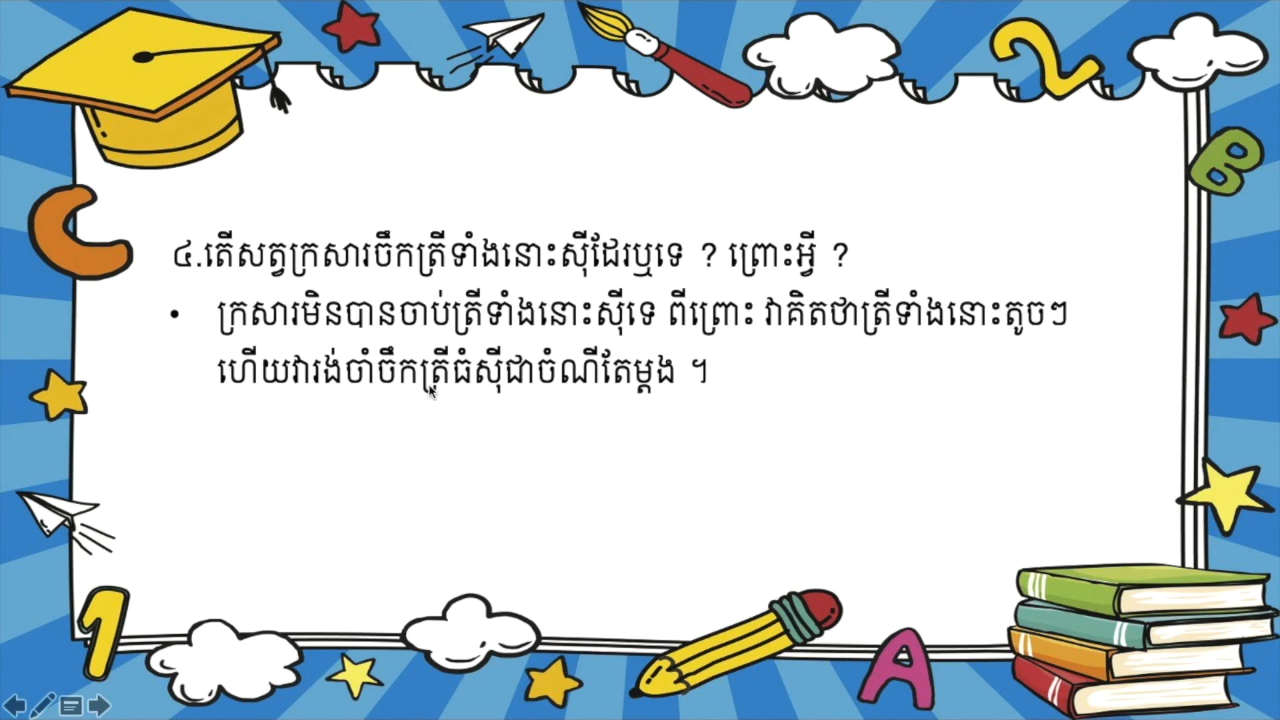 ៤.តើសត្វក្រសារចឹកត្រីទាំងនោះស៊ីដែរឬទេ ? ព្រោះអ្វី ?
• ក្រសារមិនបានចាប់ត្រីទាំងនោះស៊ីទេ ពីព្រោះ វាគិតថាត្រីទាំងនោះតូចៗ
ហើយវារង់ចាំចឹកត្រីធំស៊ីជាចំណីតែម្ដង ។
2
B
C
1
A